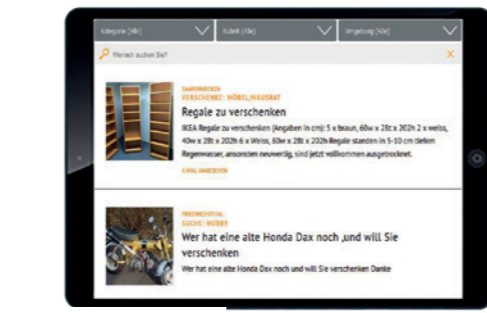 Kategorie (Alle)
Rubrik (Alle)
Umgebung (Alle)
Wonach suchen Sie?
SAARBRÜCKEN
VERSCHENKE: MÖBEL/HAUSRAT
Regale zu verschenken
IKEA Regale zu verschenken (Angaben in cm): 5 x braun, 60w x 28t x 202h 2 x weiss,
40w x 28t x 202h 6 x Weiss, 80w x 28t x 202h Regale standen in 5-10 cm tiefem
Regenwasser, ansonsten neuwertig, sind jetzt vollkommen ausgetrocknet.
E-MAIL
FRIEDRICHSTHAL
SUCHE: HOBBY
Wer hat eine alte Honda Dax noch ,und will Sie
verschenken
Wer hat eine alte Honda Dax noch und will Sie verschenken Danke